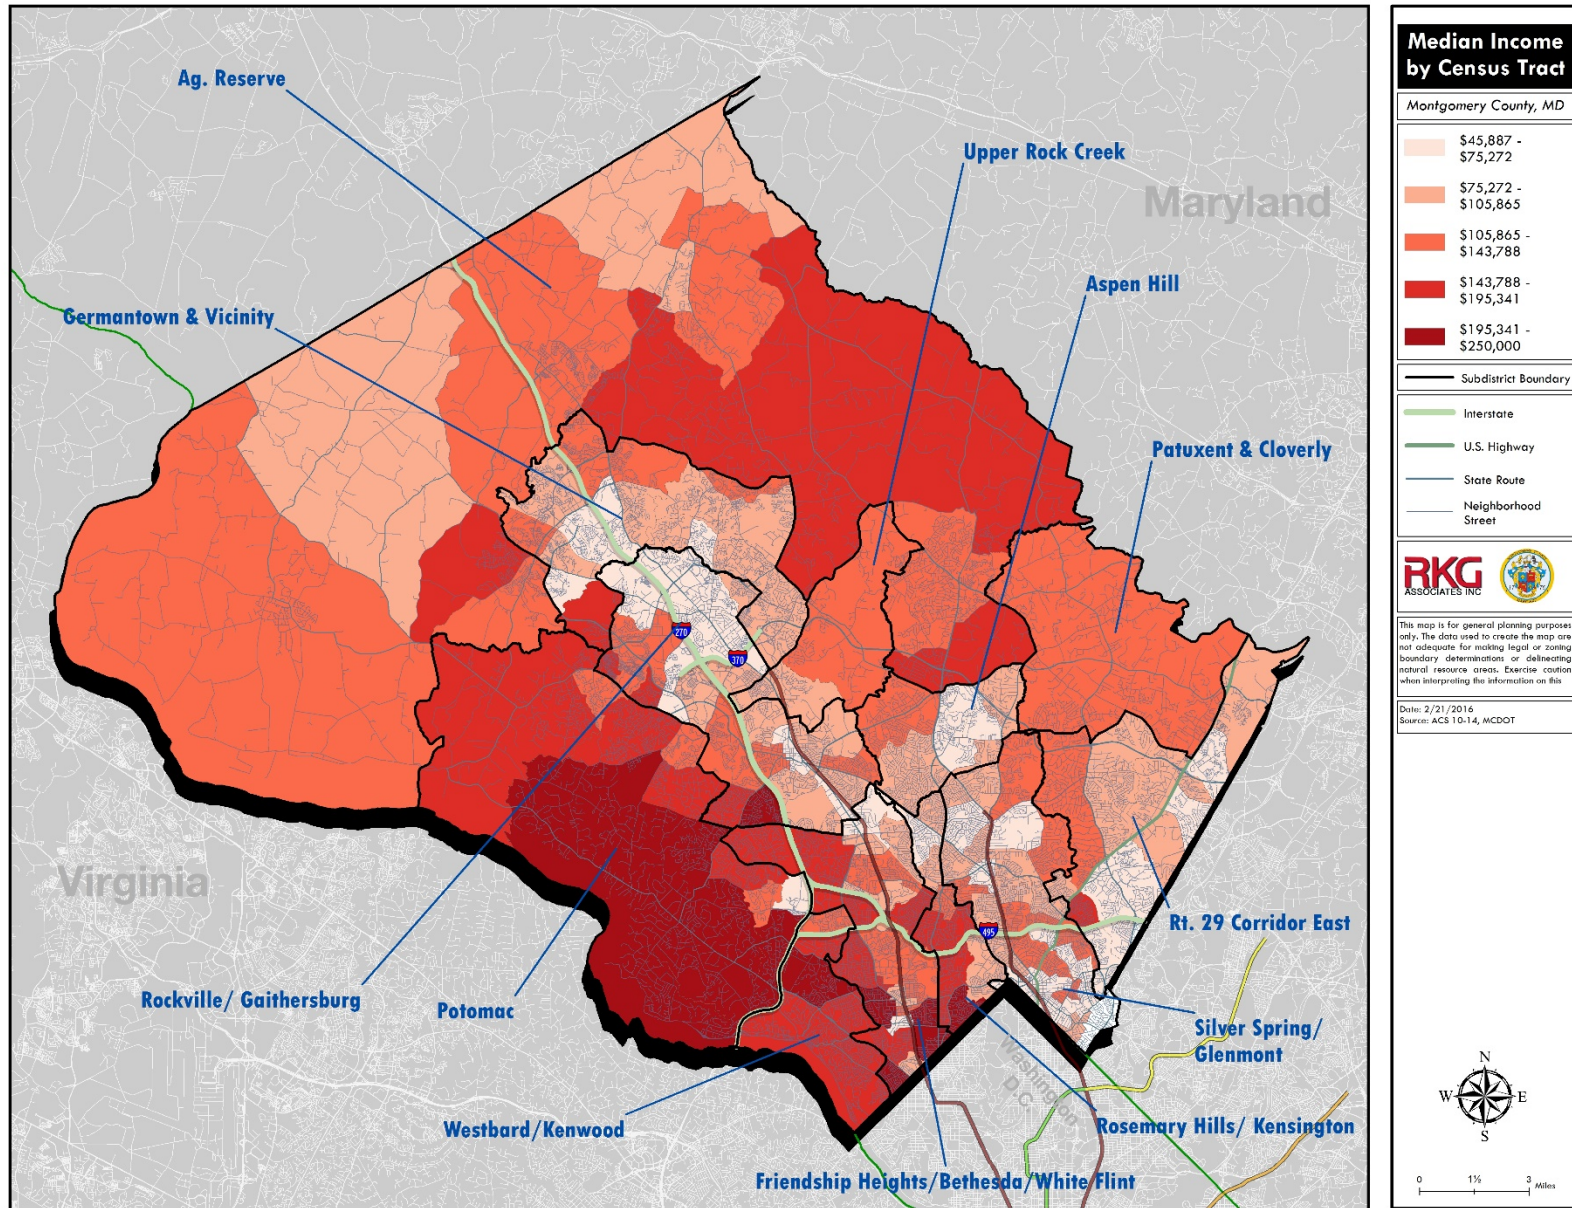 Ag. Reserve
Upper Rock Creek
Maryland
Aspen Hill
Germantown & Vicinity
Patuxent & Cloverly
270
370
Virginia
495
Rt. 29 Corridor East
Rockville/ Gaithersburg
Potomac
Silver Spring/
Glenmont
Washington
D.C.
Westbard/Kenwood
Rosemary Hills/ Kensington
Friendship Heights/Bethesda/White Flint
Median Income
by Census Tract
Montgomery County, MD
$45,887 -
$75,272
$75,272 -
$105,865
$105,865 -
$143,788
$143,788 -
$195,341
$195,341 -
$250,000
Subdistrict Boundary
Interstate
U.S. Highway
State Route
Neighborhood
Street
RKG
ASSOCIATES INC
This map is for general planning purposes
only. The data used to create the map are
not adequate for making legal or zoning
boundary determinations or delineating
natural resource areas. Exercise caution
when interpreting the information on this
Date: 2/21/2016
Source: ACS 10-14, MCDOT
N
W E
S
0 1½ 3 Miles